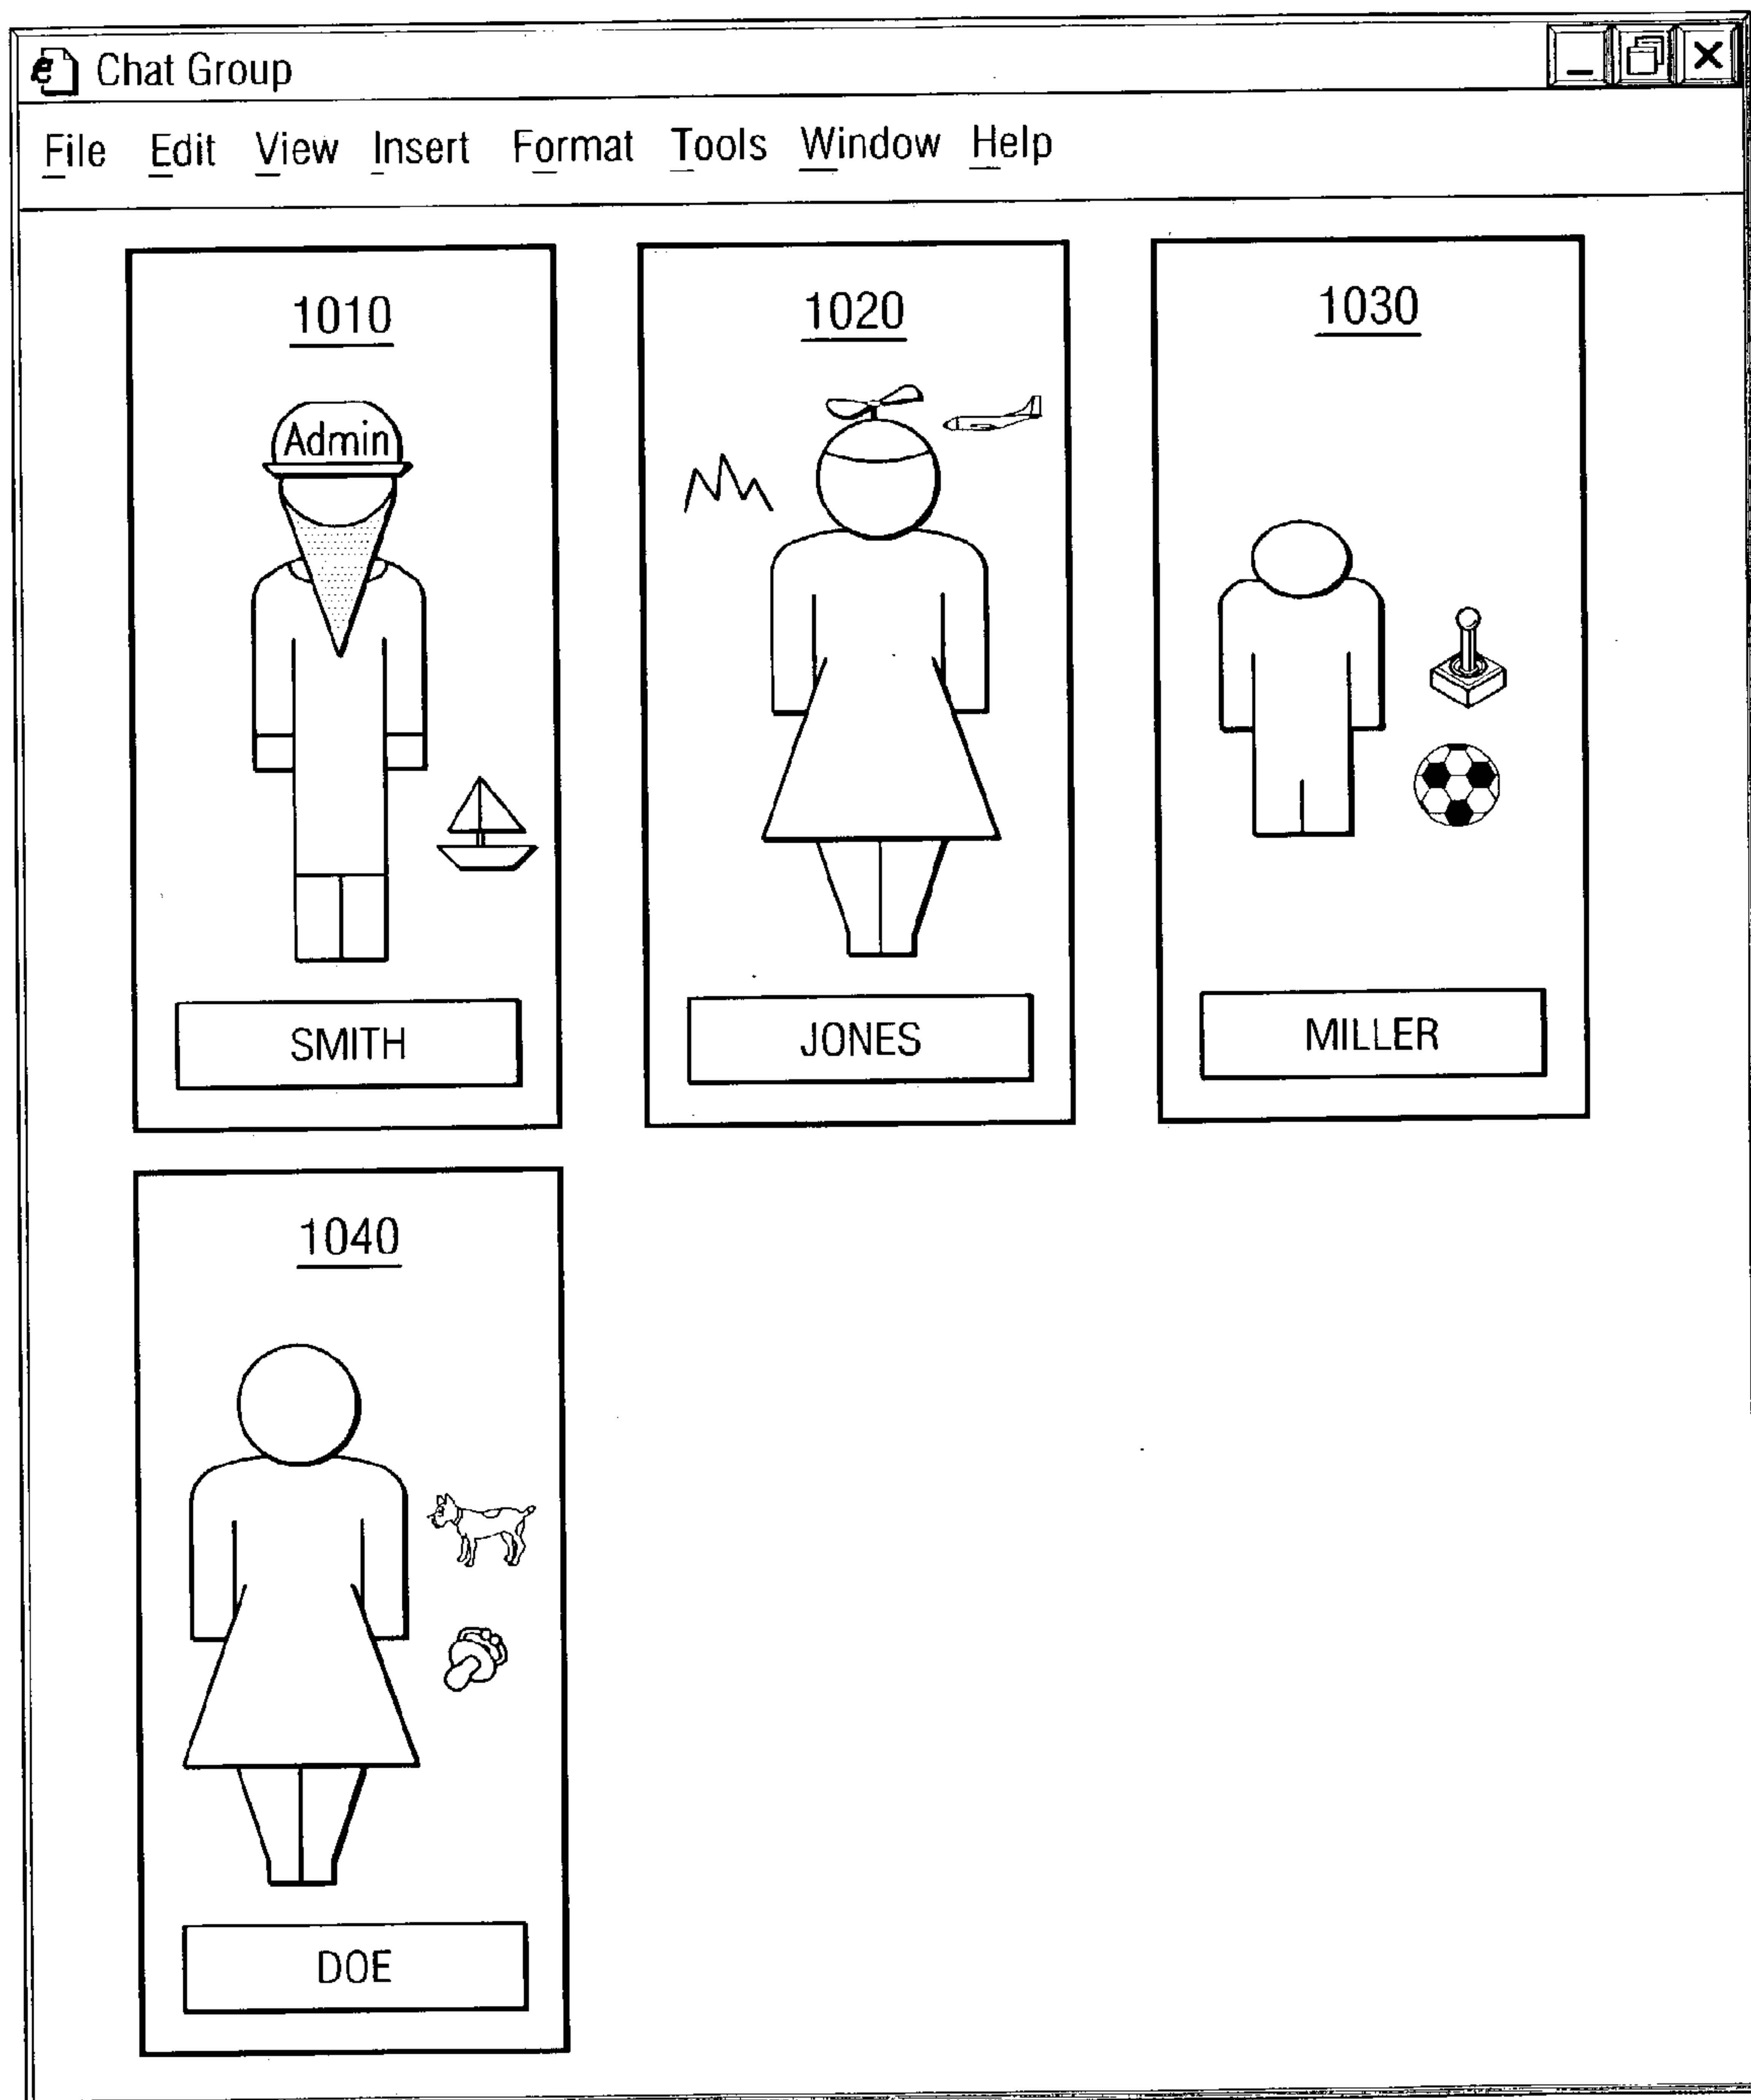 Chat Group
File Edit View Insert Format Tools Window Help
1010
Admin
SMITH
1020
JONES
1030
MILLER
1040
DOE